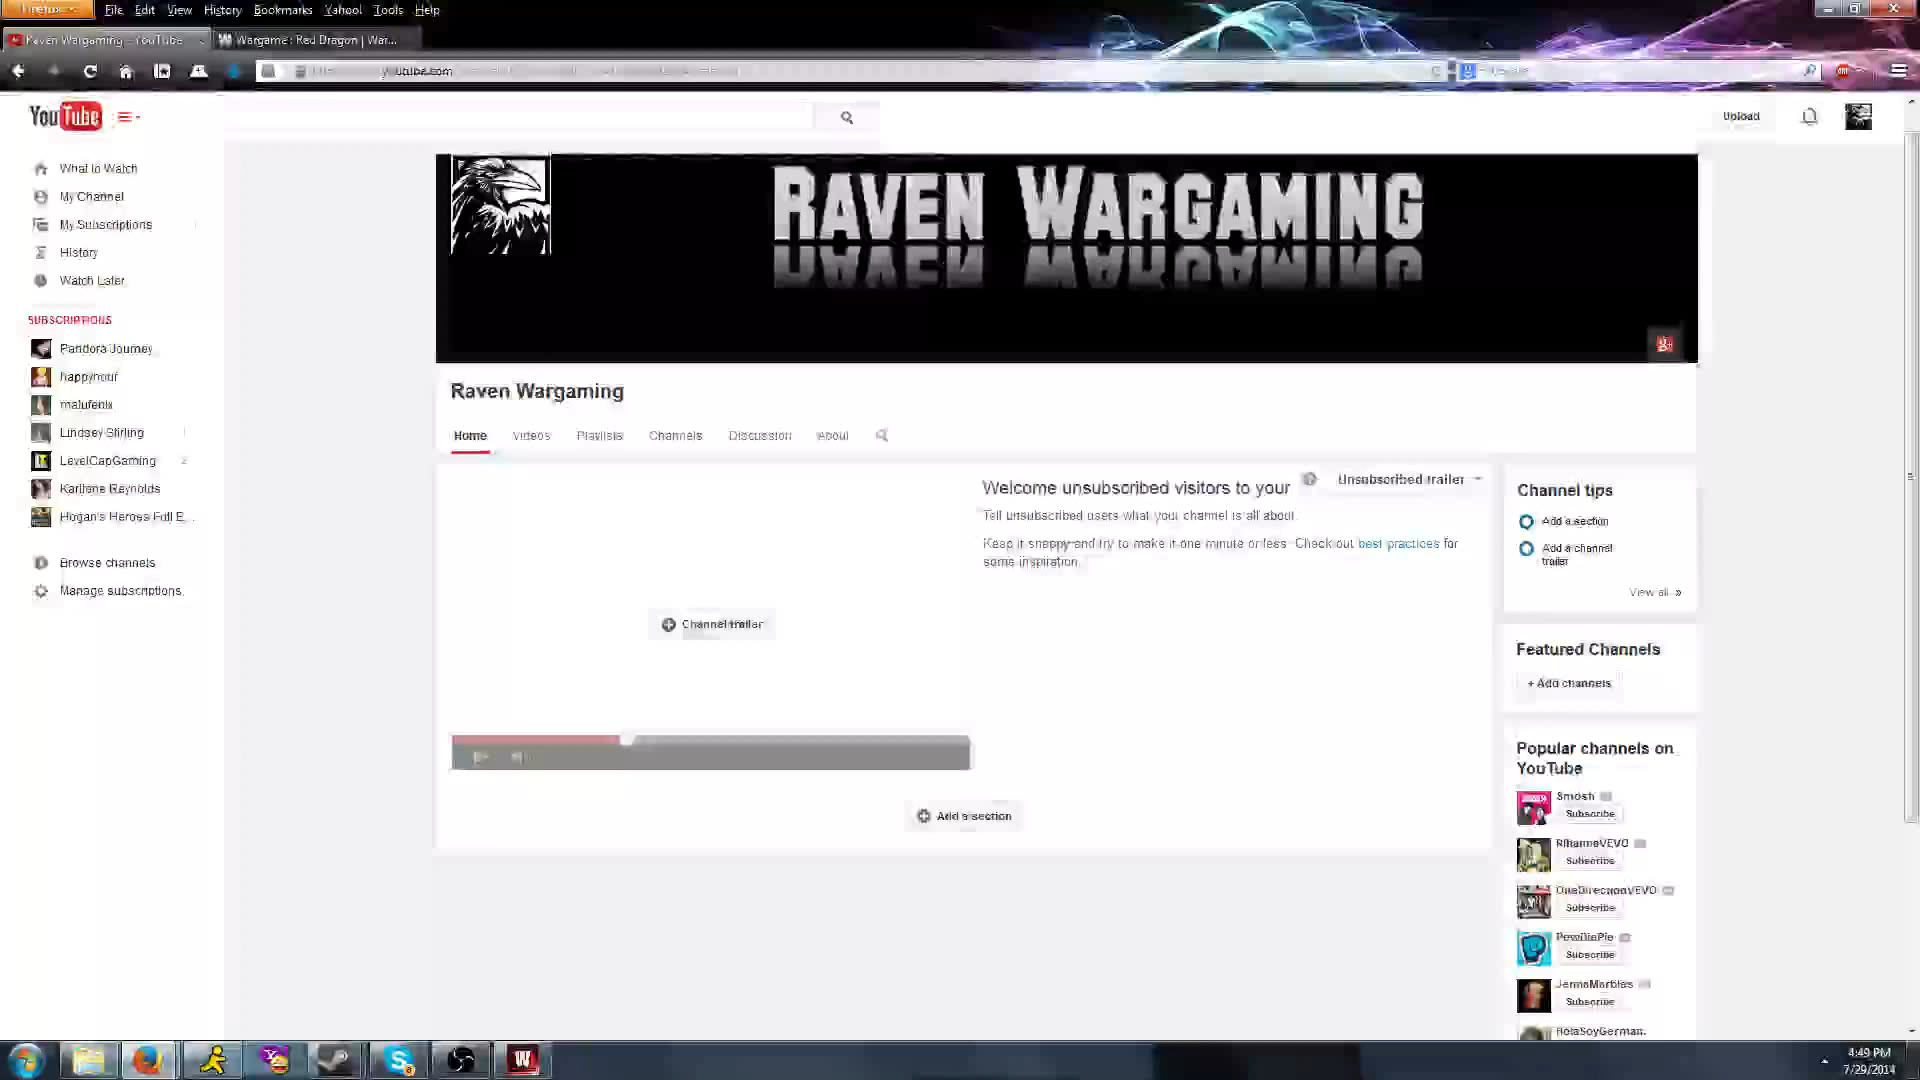 Firefox
File Edit View History Bookmarks Yahoo! Tools Help
Raven Wargaming - YouTube
Wargame : Red Dragon | War...
youtube.com
YouTube
Upload
What to Watch
My Channel
My Subscriptions
History
Watch Later
SUBSCRIPTIONS
Pandora Journey
happyhour
malufenix
Lindsey Stirling 1
LevelCapGaming 2
Karliene Reynolds
Hogan's Heroes Full E...
Browse channels
Manage subscriptions
RAVEN WARGAMING
Raven Wargaming
Home Videos Playlists Channels Discussion About
Welcome unsubscribed visitors to your
Unsubscribed trailer
Tell unsubscribed users what your channel is all about.
Keep it snappy and try to make it one minute or less. Check out best practices for
some inspiration.
Channel trailer
Add a section
Channel tips
Add a section
Add a channel
trailer
View all »
Featured Channels
+ Add channels
Popular channels on
YouTube
Smosh
Subscribe
RihannaVEVO
Subscribe
OneDirectionVEVO
Subscribe
PewDiePie
Subscribe
JennaMarbles
Subscribe
HolaSoyGerman.
4:49 PM
7/29/2014